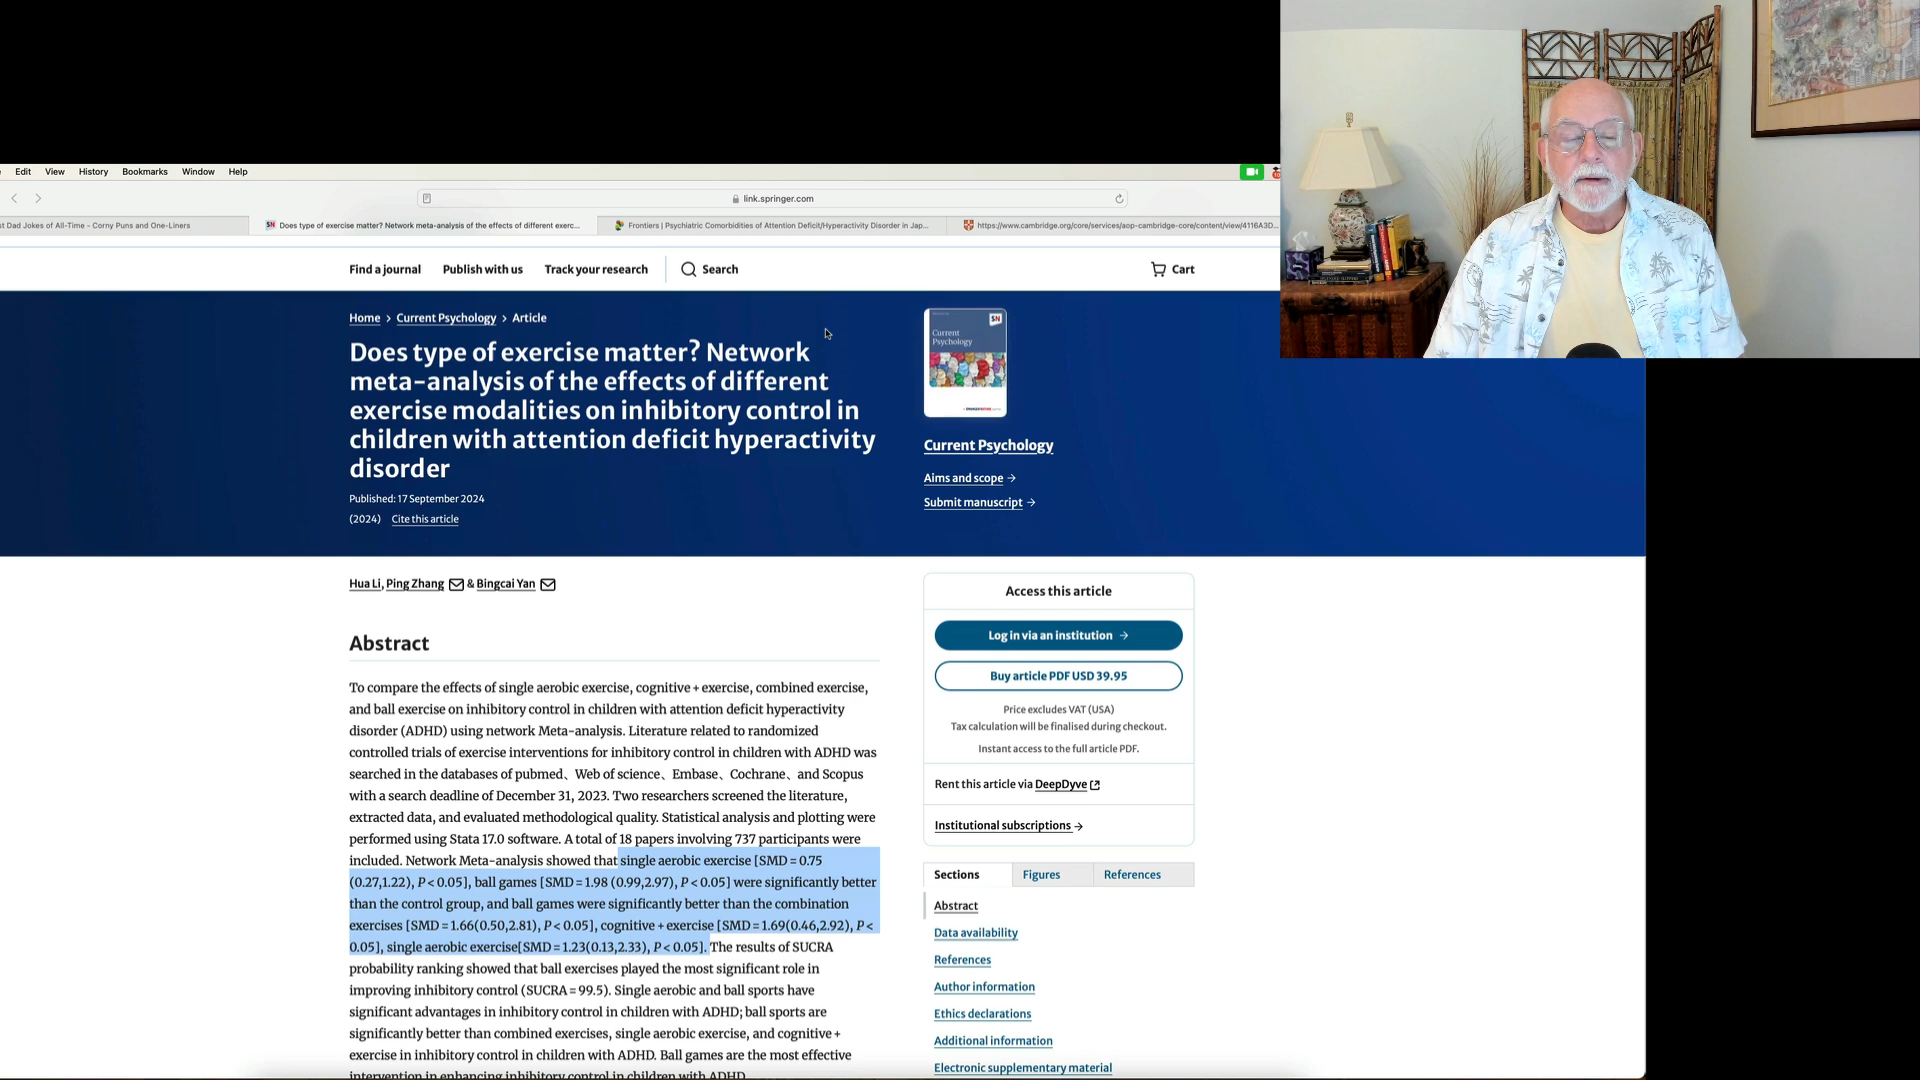 Edit View History Bookmarks Window Help
link.springer.com
st Dad Jokes of All-Time - Corny Puns and One-Liners
SN Does type of exercise matter? Network meta-analysis of the effects of different exerc...
Frontiers | Psychiatric Comorbidities of Attention Deficit/Hyperactivity Disorder in Jap...
https://www.cambridge.org/core/services/aop-cambridge-core/content/view/4116A3D...
Find a journal Publish with us Track your research Search
Cart
Home > Current Psychology > Article
Does type of exercise matter? Network
meta-analysis of the effects of different
exercise modalities on inhibitory control in
children with attention deficit hyperactivity
disorder
Published: 17 September 2024
(2024) Cite this article
SN
Current
Psychology
Current Psychology
Aims and scope →
Submit manuscript →
Hua Li, Ping Zhang & Bingcai Yan
Abstract
To compare the effects of single aerobic exercise, cognitive + exercise, combined exercise,
and ball exercise on inhibitory control in children with attention deficit hyperactivity
disorder (ADHD) using network Meta-analysis. Literature related to randomized
controlled trials of exercise interventions for inhibitory control in children with ADHD was
searched in the databases of pubmed、Web of science、Embase、Cochrane、and Scopus
with a search deadline of December 31, 2023. Two researchers screened the literature,
extracted data, and evaluated methodological quality. Statistical analysis and plotting were
performed using Stata 17.0 software. A total of 18 papers involving 737 participants were
included. Network Meta-analysis showed that single aerobic exercise [SMD = 0.75
(0.27,1.22), P < 0.05], ball games [SMD = 1.98 (0.99,2.97), P < 0.05] were significantly better
than the control group, and ball games were significantly better than the combination
exercises [SMD = 1.66(0.50,2.81), P < 0.05], cognitive + exercise [SMD = 1.69(0.46,2.92), P <
0.05], single aerobic exercise[SMD = 1.23(0.13,2.33), P < 0.05]. The results of SUCRA
probability ranking showed that ball exercises played the most significant role in
improving inhibitory control (SUCRA = 99.5). Single aerobic and ball sports have
significant advantages in inhibitory control in children with ADHD; ball sports are
significantly better than combined exercises, single aerobic exercise, and cognitive +
exercise in inhibitory control in children with ADHD. Ball games are the most effective
intervention in enhancing inhibitory control in children with ADHD.
Access this article
Log in via an institution →
Buy article PDF USD 39.95
Price excludes VAT (USA)
Tax calculation will be finalised during checkout.
Instant access to the full article PDF.
Rent this article via DeepDyve
Institutional subscriptions →
Sections Figures References
Abstract
Data availability
References
Author information
Ethics declarations
Additional information
Electronic supplementary material